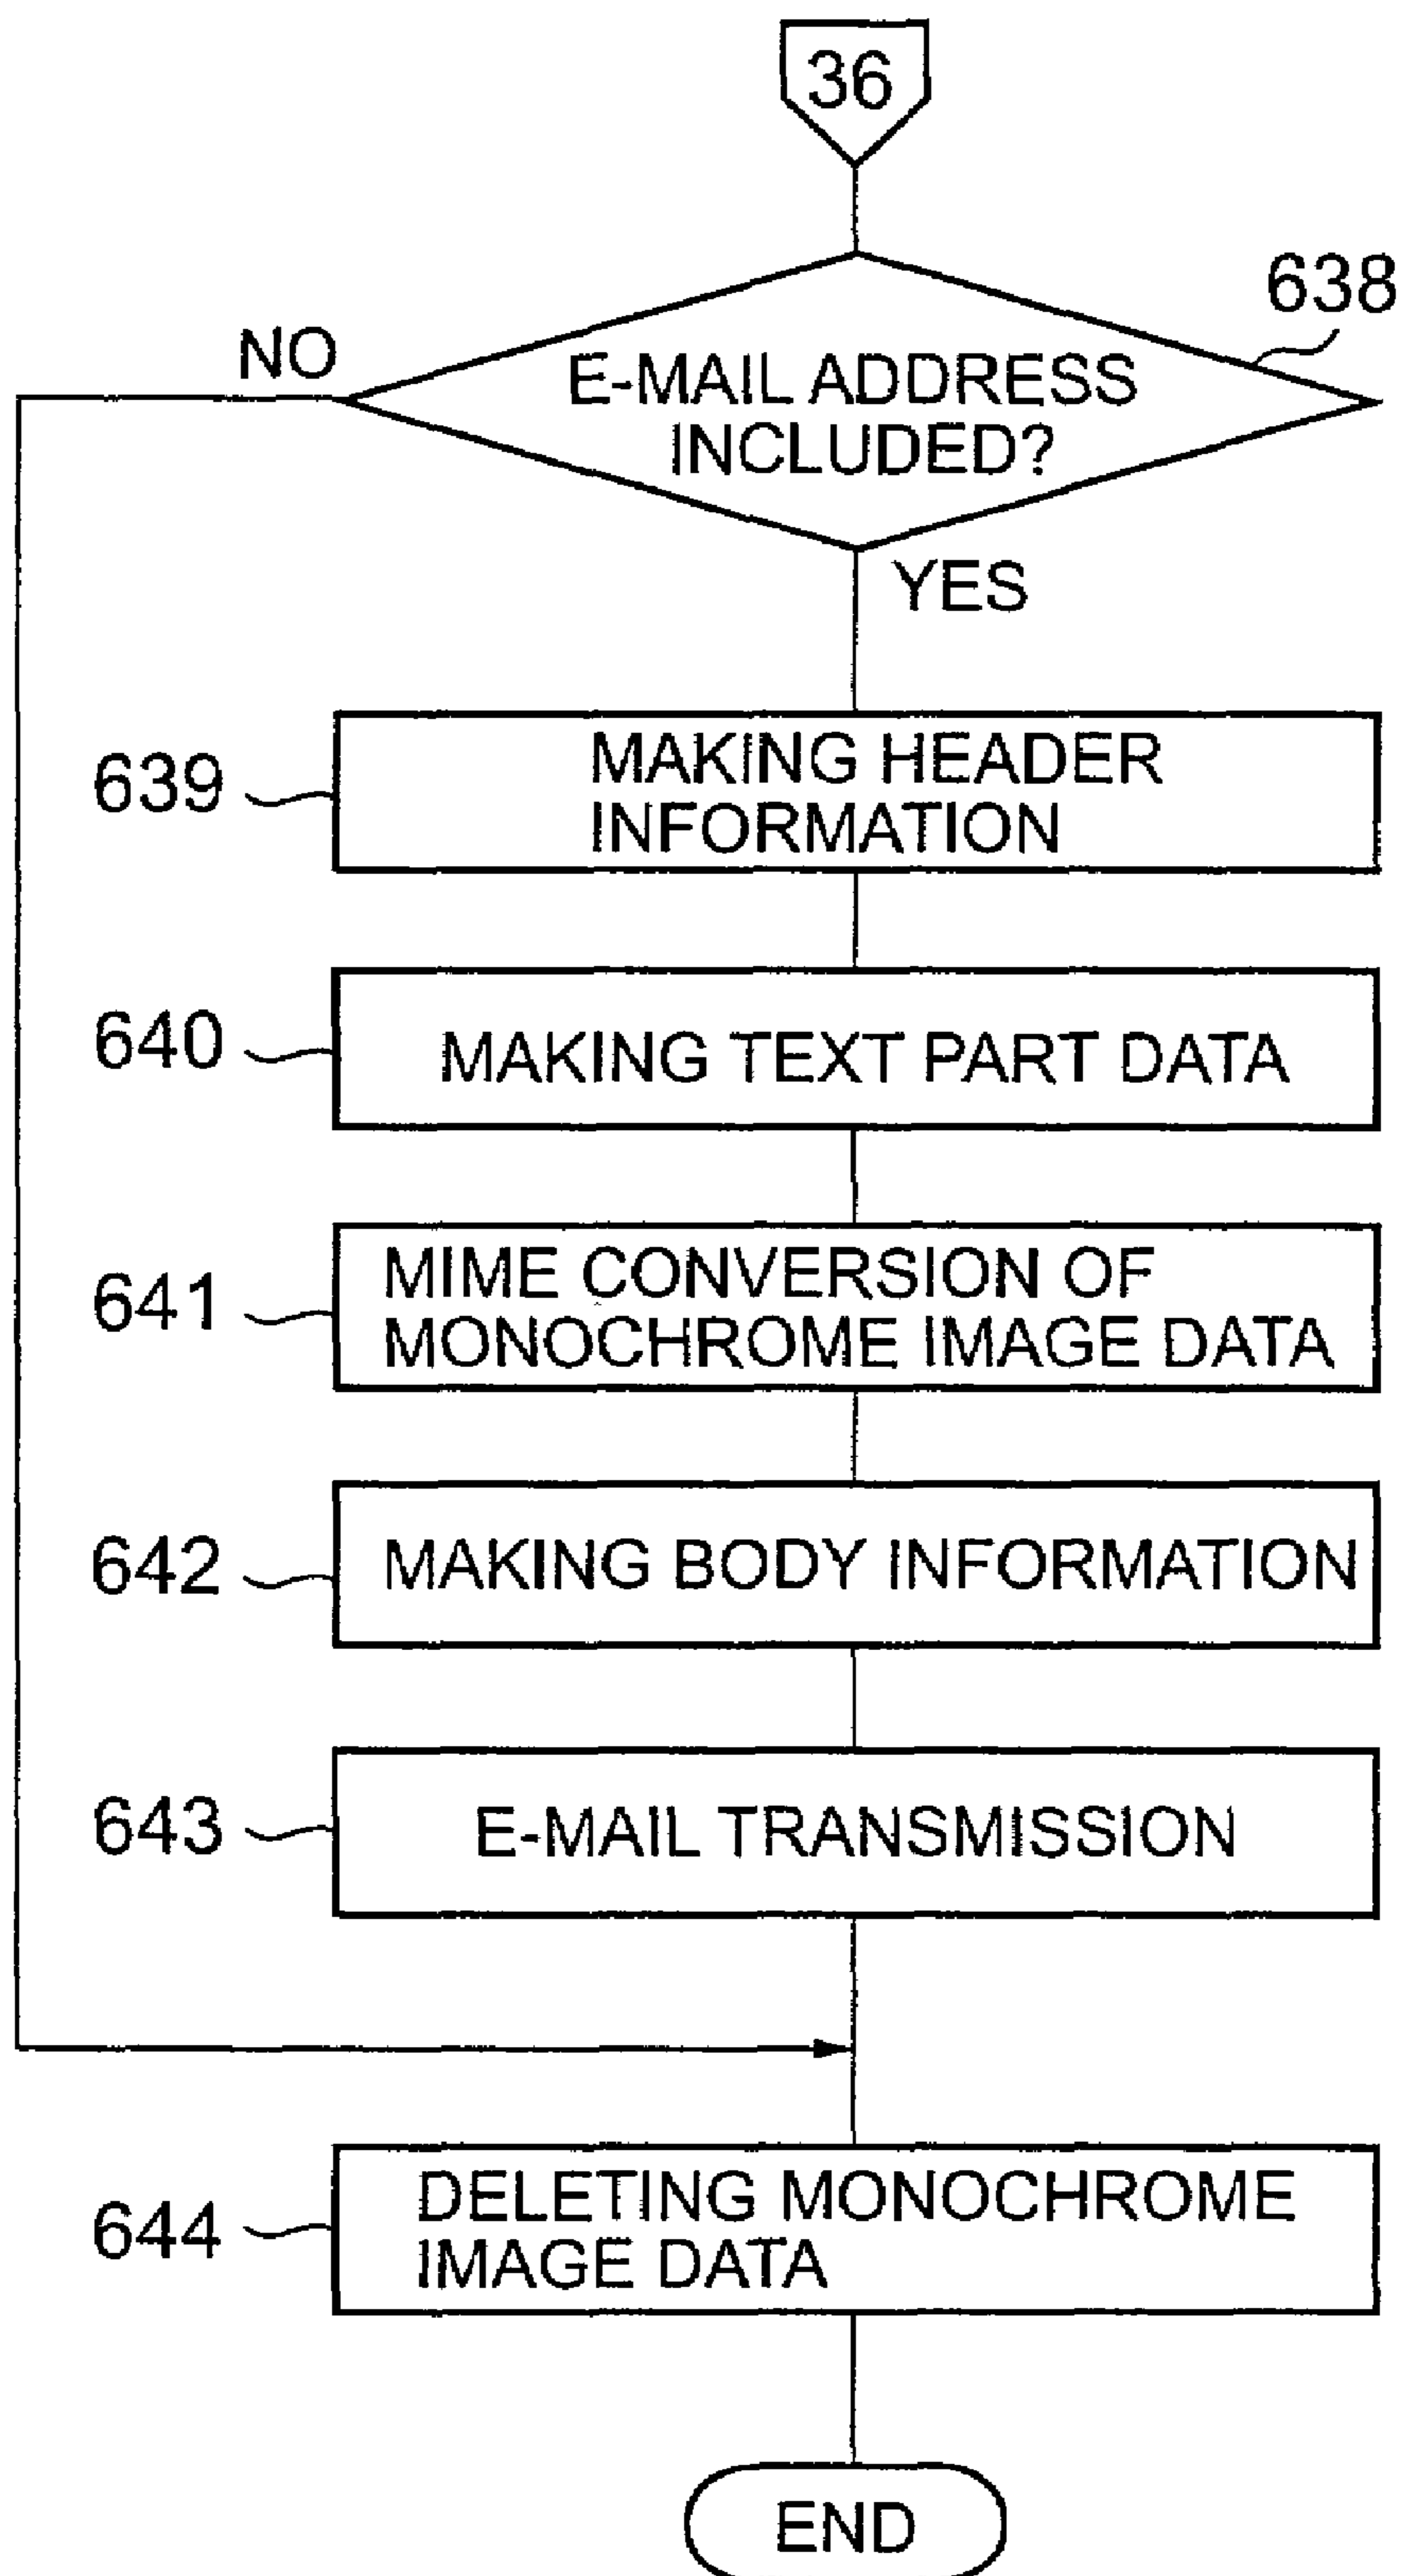 36
638
NO
E-MAIL ADDRESS
INCLUDED?
YES
639
MAKING HEADER
INFORMATION
640
MAKING TEXT PART DATA
641
MIME CONVERSION OF
MONOCHROME IMAGE DATA
642
MAKING BODY INFORMATION
643
E-MAIL TRANSMISSION
644
DELETING MONOCHROME
IMAGE DATA
END